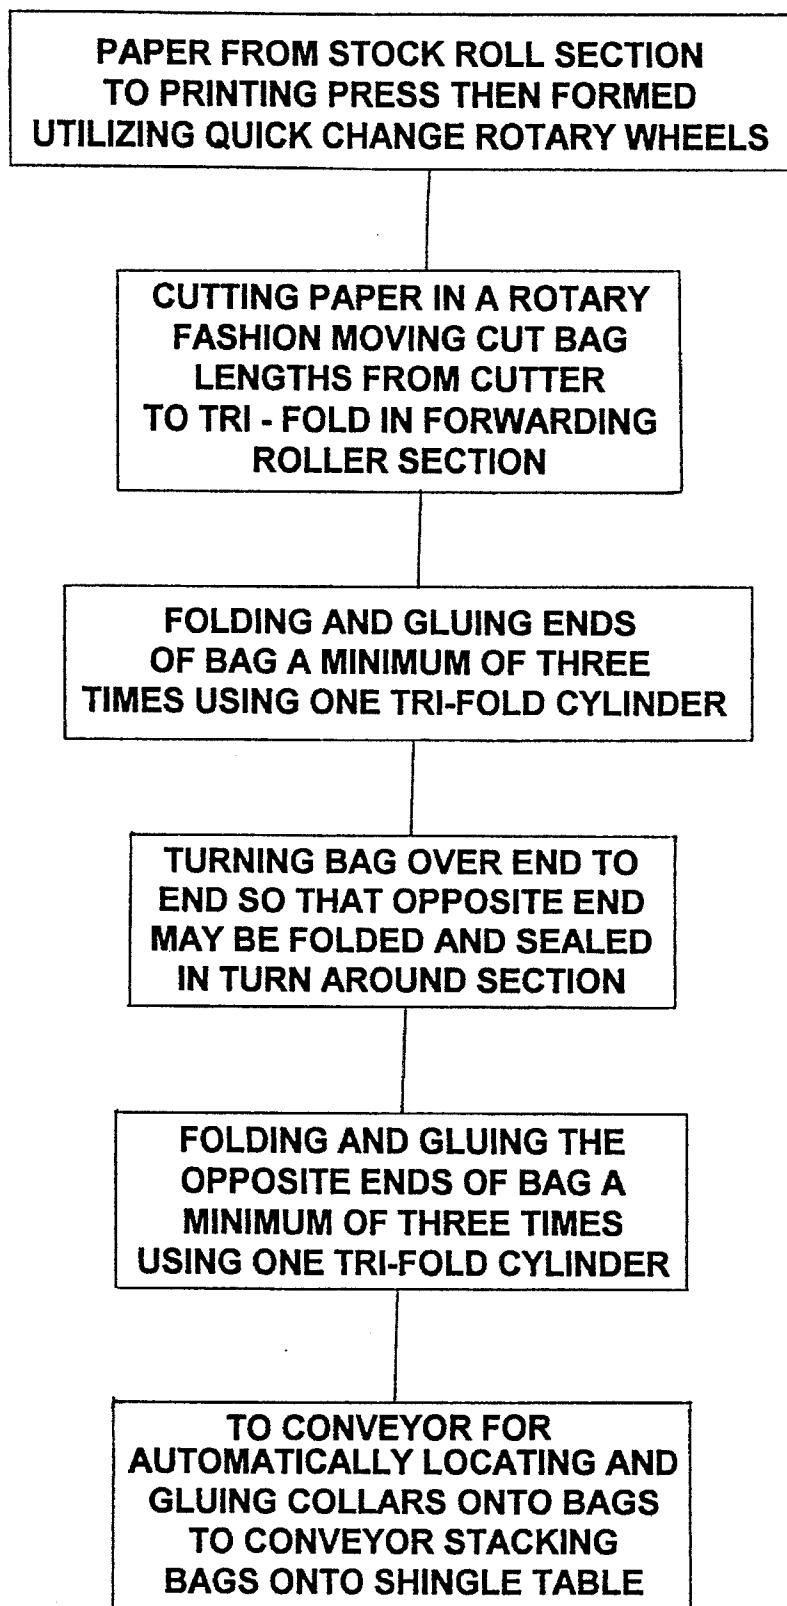 PAPER FROM STOCK ROLL SECTION
TO PRINTING PRESS THEN FORMED
UTILIZING QUICK CHANGE ROTARY WHEELS
CUTTING PAPER IN A ROTARY
FASHION MOVING CUT BAG
LENGTHS FROM CUTTER
TO TRI - FOLD IN FORWARDING
ROLLER SECTION
FOLDING AND GLUING ENDS
OF BAG A MINIMUM OF THREE
TIMES USING ONE TRI-FOLD CYLINDER
TURNING BAG OVER END TO
END SO THAT OPPOSITE END
MAY BE FOLDED AND SEALED
IN TURN AROUND SECTION
FOLDING AND GLUING THE
OPPOSITE ENDS OF BAG A
MINIMUM OF THREE TIMES
USING ONE TRI-FOLD CYLINDER
TO CONVEYOR FOR
AUTOMATICALLY LOCATING AND
GLUING COLLARS ONTO BAGS
TO CONVEYOR STACKING
BAGS ONTO SHINGLE TABLE